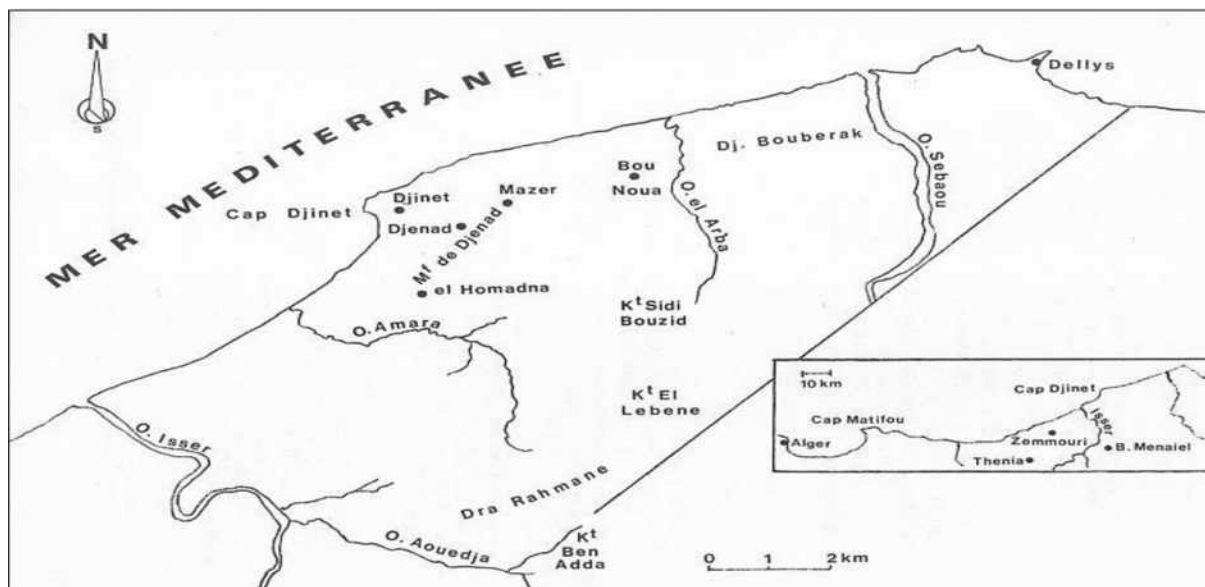 N
S
MER MEDITERRANEE
Dellys
Dj. Bouberak
O. Sebaou
Bou
Noua
O. el Arba
Mazer
Cap Djinet
Djinet
Djenad
Mf de Djenad
el Homadna
Kt Sidi
Bouzid
O. Amara
Kt El
Lebene
O. Isser
Dra Rahmane
O. Aouedja
Kt
Ben
Adda
0 1 2 km
10 km
Cap Djinet
Cap Matifou
Isser
Alger
Zemmouri
B. Menaiel
Thenia